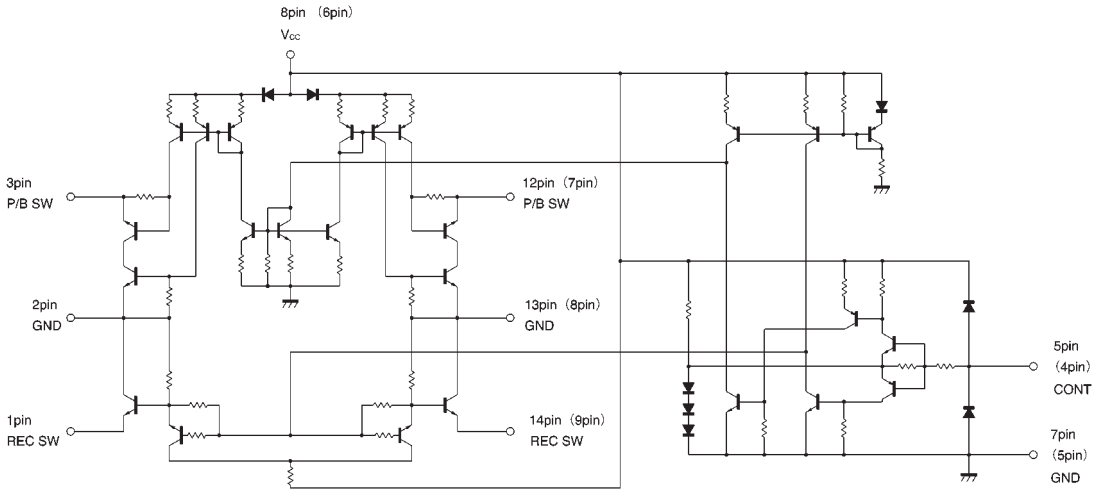 8pin （6pin）
Vcc
3pin
P/B SW
12pin（7pin）
P/B SW
2pin
GND
13pin（8pin）
GND
5pin
（4pin）
CONT
1pin
REC SW
14pin（9pin）
REC SW
7pin
（5pin）
GND